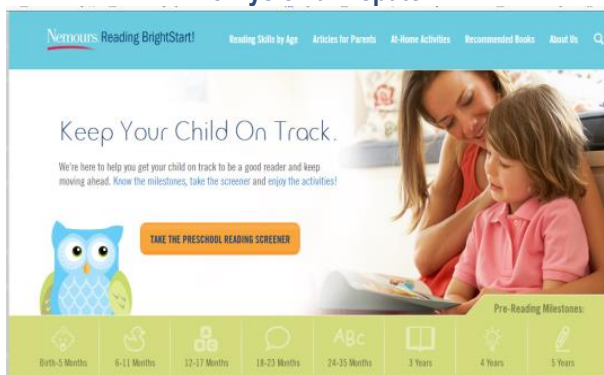 Nemours Reading BrightStart!
Reading Skills by Age Articles for Parents At-Home Activities Recommended Books About Us
Keep Your Child On Track.
We're here to help you get your child on track to be a good reader and keep
moving ahead. Know the milestones, take the screener and enjoy the activities!
TAKE THE PRESCHOOL READING SCREENER
Pre-Reading Milestones:
ABC
Birth-5 Months 6-11 Months 12-17 Months 18-23 Months 24-35 Months 3 Years 4 Years 5 Years